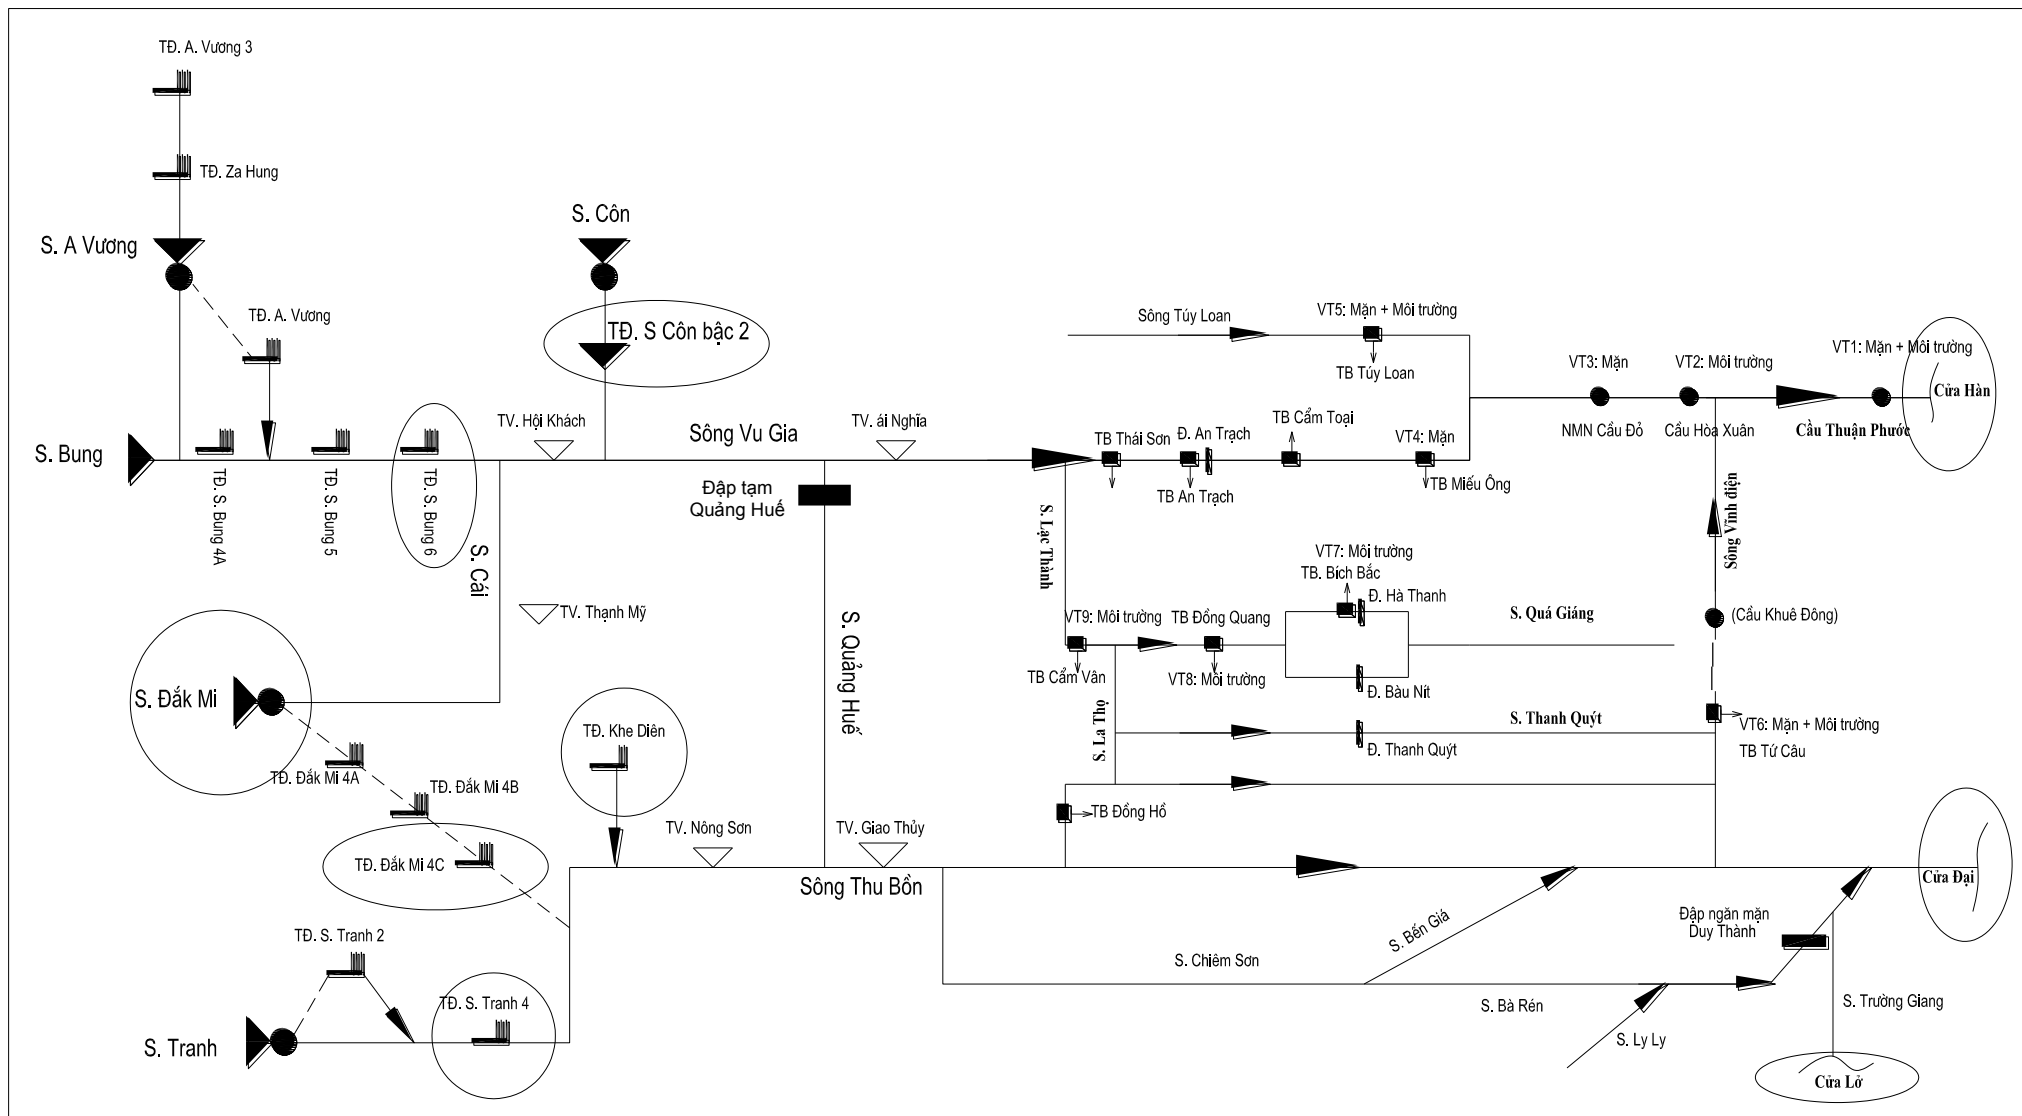 TĐ. A. Vương 3
TĐ. Za Hung
S. A Vương
S. Côn
TĐ. A. Vương
TĐ. S Côn bậc 2
Sông Túy Loan
VT5: Mặn + Môi trường
TB Túy Loan
VT3: Mặn
VT2: Môi trường
VT1: Mặn + Môi trường
Cửa Hàn
NMN Cầu Đỏ
Cầu Hòa Xuân
Cầu Thuận Phước
S. Bung
TV. Hội Khách
Sông Vu Gia
TV. ái Nghĩa
TB Thái Sơn
Đ. An Trạch
TB Cẩm Toại
VT4: Mặn
TB An Trạch
TB Miếu Ông
TĐ. S. Bung 4A
TĐ. S. Bung 5
TĐ. S. Bung 6
Đập tạm
Quảng Huế
S. Cái
S. Lạc Thành
Sông Vĩnh điện
TV. Thạnh Mỹ
S. Quảng Huế
VT7: Môi trường
TB. Bích Bắc
Đ. Hà Thanh
VT9: Môi trường
TB Đồng Quang
S. Quá Giáng
(Cầu Khuê Đông)
TB Cẩm Vân
VT8: Môi trường
Đ. Bàu Nít
S. Đắk Mi
S. La Thọ
S. Thanh Quýt
Đ. Thanh Quýt
VT6: Mặn + Môi trường
TB Tứ Câu
TĐ. Khe Diên
TĐ. Đắk Mi 4A
TĐ. Đắk Mi 4B
TB Đồng Hồ
TĐ. Đắk Mi 4C
TV. Nông Sơn
TV. Giao Thủy
Sông Thu Bồn
Cửa Đại
TĐ. S. Tranh 2
TĐ. S. Tranh 4
S. Tranh
S. Chiêm Sơn
S. Bến Giá
Đập ngăn mặn
Duy Thành
S. Bà Rén
S. Ly Ly
S. Trường Giang
Cửa Lở